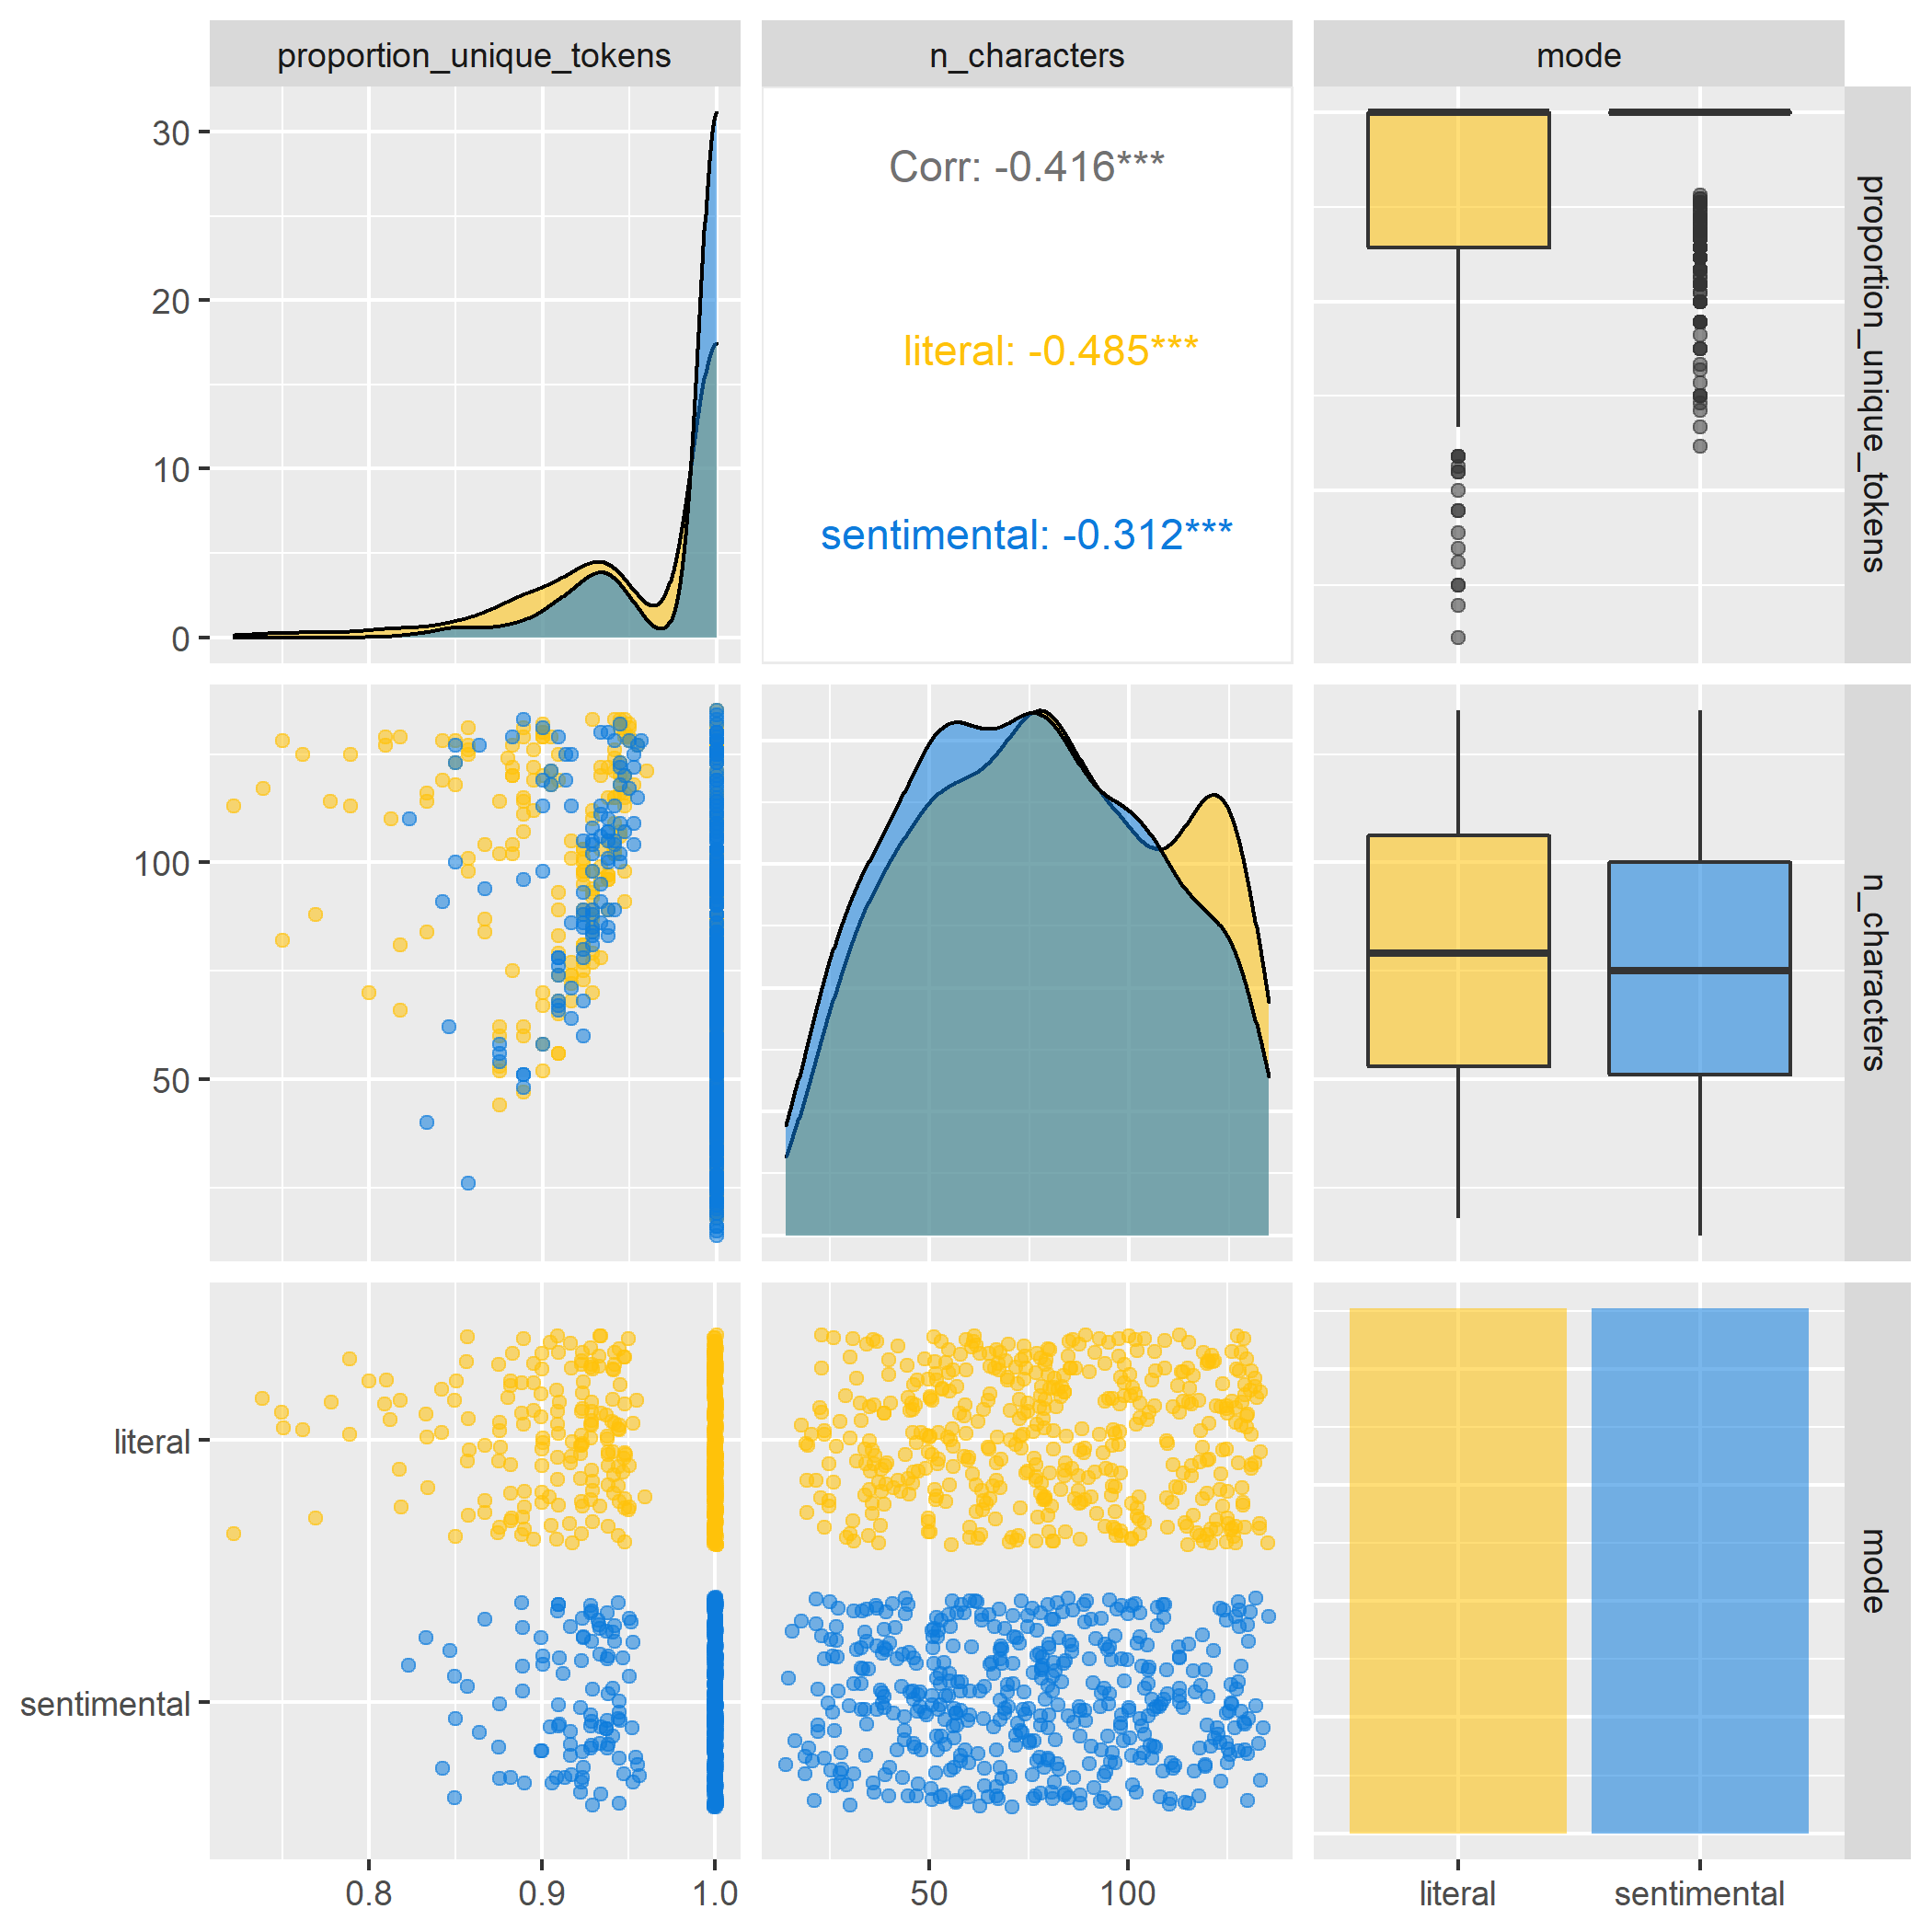 proportion_unique_tokens
n_characters
mode
30
20
10
0
Corr: -0.416***
literal: -0.485***
sentimental: -0.312***
proportion_unique_tokens
100
50
n_characters
literal
sentimental
mode
0.8
0.9
1.0
50
100
literal
sentimental